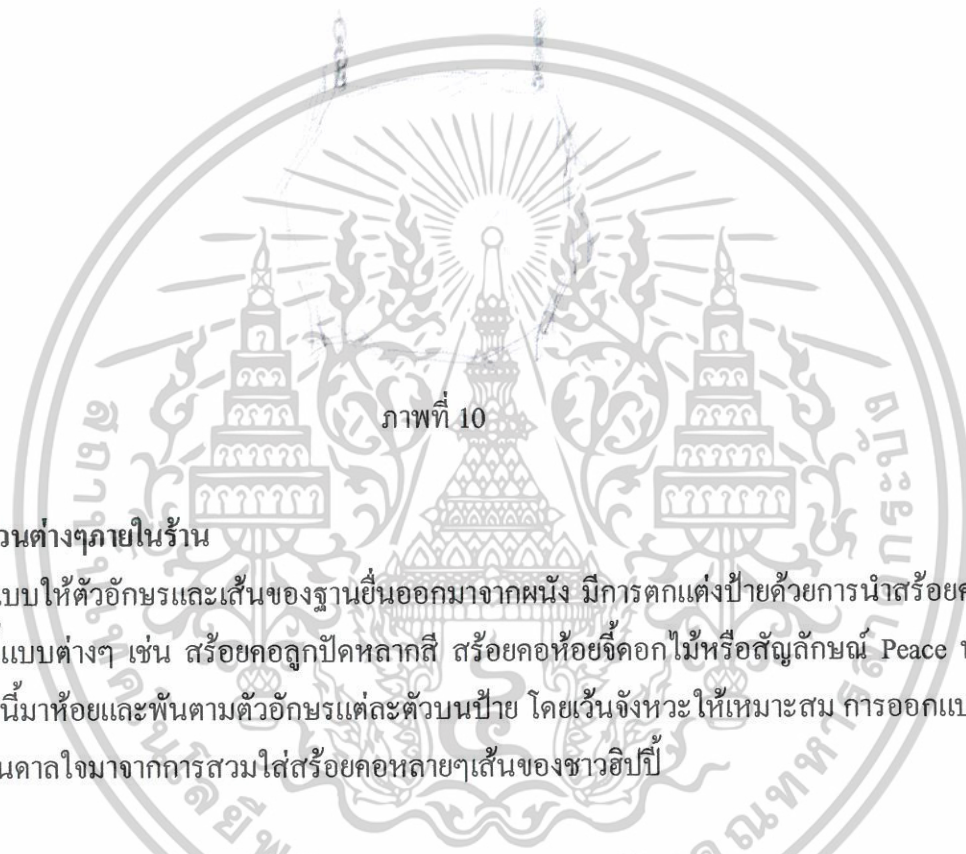 ภาพที่ 10
วนต่างๆภายในร้าน
แบบให้ตัวอักษรและเส้นของฐานยื่นออกมาจากผนัง มีการตกแต่งป้ายด้วยการนำสร้อยค
แบบต่างๆ เช่น สร้อยคอลูกปัดหลากสี สร้อยคอห้อยจี้ดอกไม้หรือสัญลักษณ์ Peace
นี้มาห้อยและพันตามตัวอักษรแต่ละตัวบนป้าย โดยเว้นจังหวะให้เหมาะสม การออกแบ
นดาลใจมาจากการสวมใส่สร้อยคอหลายๆเส้นของชาวฮิปปี้